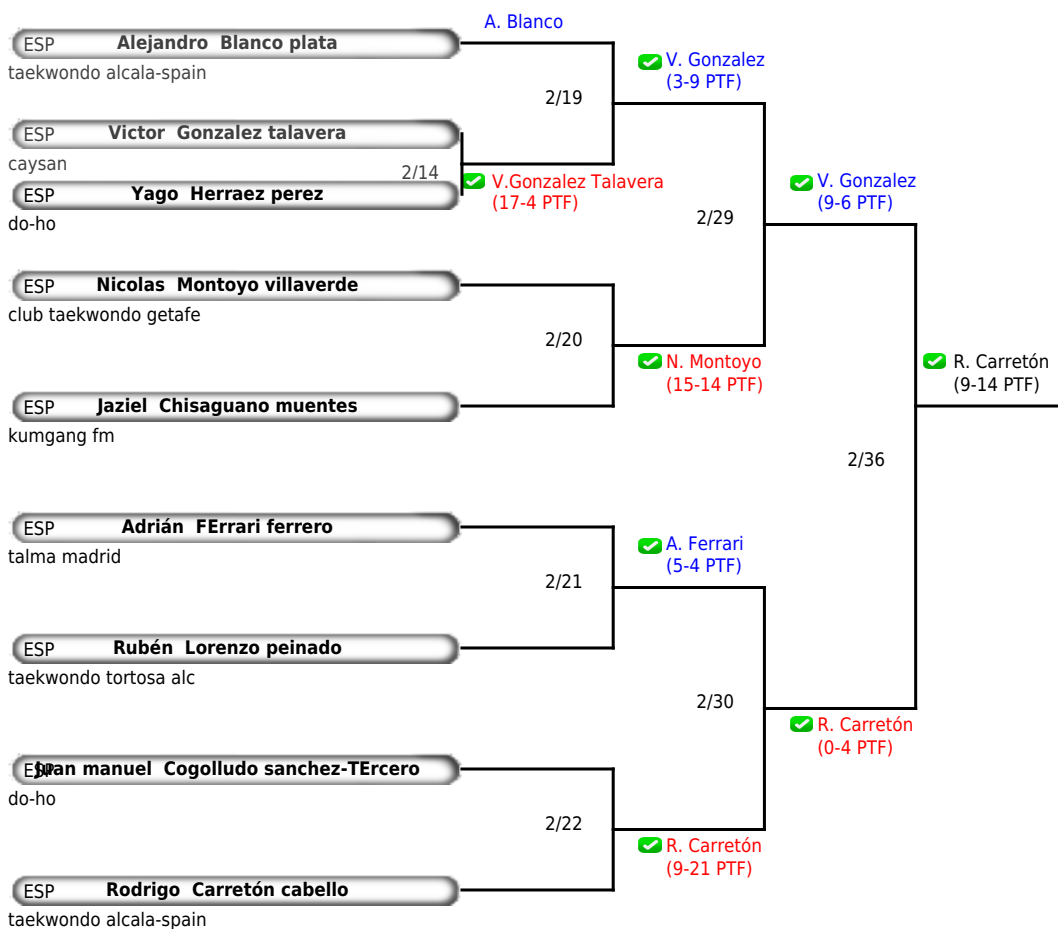 A. Blanco
ESP Alejandro Blanco plata
taekwondo alcala-spain
V. Gonzalez
(3-9 PTF)
2/19
ESP Victor Gonzalez talavera
caysan
2/14
V.Gonzalez Talavera
(17-4 PTF)
ESP Yago Herraez perez
do-ho
V. Gonzalez
(9-6 PTF)
2/29
ESP Nicolas Montoyo villaverde
club taekwondo getafe
2/20
N. Montoyo
(15-14 PTF)
R. Carretón
(9-14 PTF)
ESP Jaziel Chisaguano muentes
kumgang fm
2/36
ESP Adrián FErrari ferrero
talma madrid
A. Ferrari
(5-4 PTF)
2/21
ESP Rubén Lorenzo peinado
taekwondo tortosa alc
2/30
R. Carretón
(0-4 PTF)
ESP Juan manuel Cogolludo sanchez-TErcero
do-ho
2/22
R. Carretón
(9-21 PTF)
ESP Rodrigo Carretón cabello
taekwondo alcala-spain